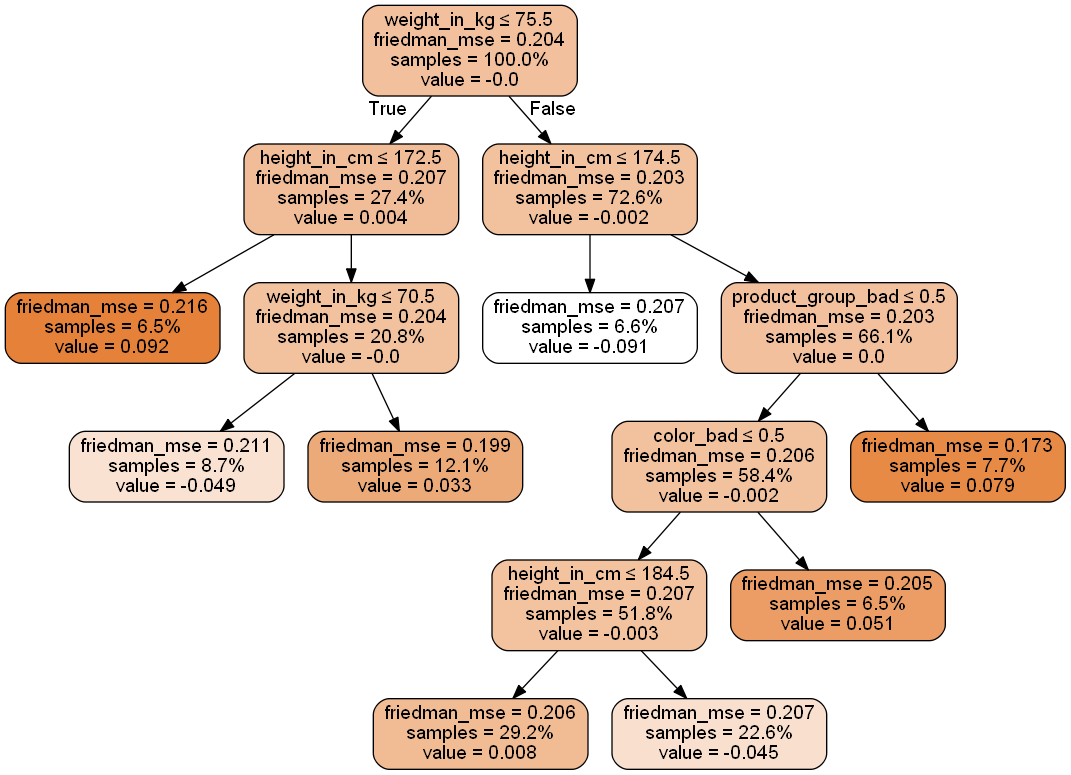 weight_in_kg ≤ 75.5
friedman_mse = 0.204
samples = 100.0%
value = -0.0
True
False
height_in_cm ≤ 172.5
friedman_mse = 0.207
samples = 27.4%
value = 0.004
height_in_cm ≤ 174.5
friedman_mse = 0.203
samples = 72.6%
value = -0.002
friedman_mse = 0.216
samples = 6.5%
value = 0.092
weight_in_kg ≤ 70.5
friedman_mse = 0.204
samples = 20.8%
value = -0.0
friedman_mse = 0.207
samples = 6.6%
value = -0.091
product_group_bad ≤ 0.5
friedman_mse = 0.203
samples = 66.1%
value = 0.0
friedman_mse = 0.211
samples = 8.7%
value = -0.049
friedman_mse = 0.199
samples = 12.1%
value = 0.033
color_bad ≤ 0.5
friedman_mse = 0.206
samples = 58.4%
value = -0.002
friedman_mse = 0.173
samples = 7.7%
value = 0.079
height_in_cm ≤ 184.5
friedman_mse = 0.207
samples = 51.8%
value = -0.003
friedman_mse = 0.205
samples = 6.5%
value = 0.051
friedman_mse = 0.206
samples = 29.2%
value = 0.008
friedman_mse = 0.207
samples = 22.6%
value = -0.045